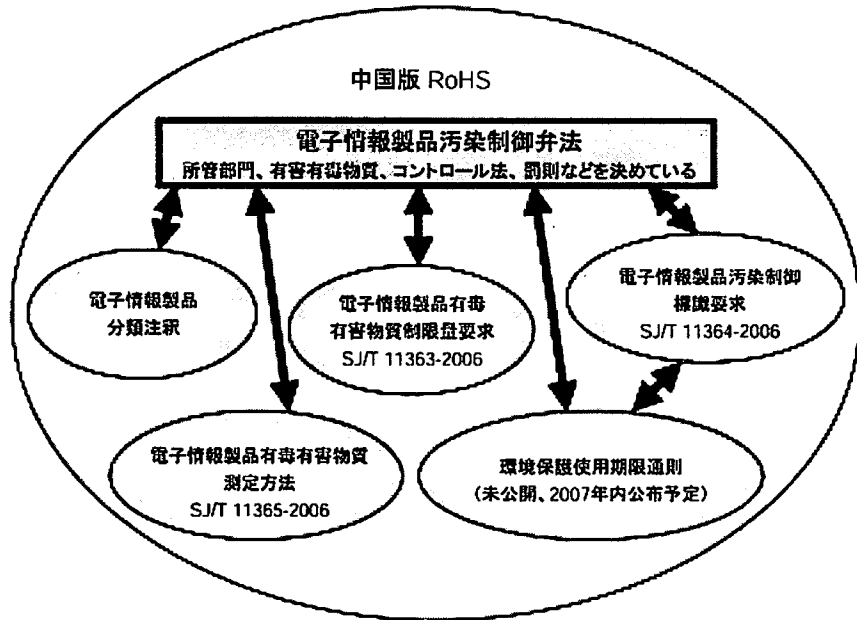 中国版 RoHS
電子情報製品汚染制御弁法
所管部門、有害有毒物質、コントロール法、罰則などを決めている
電子情報製品
分類注釈
電子情報製品有毒
有害物質制限量要求
SJ/T 11363-2006
電子情報製品汚染制御
標識要求
SJ/T 11364-2006
電子情報製品有毒有害物質
測定方法
SJ/T 11365-2006
環境保護使用期限通則
(未公開、2007年内公布予定)